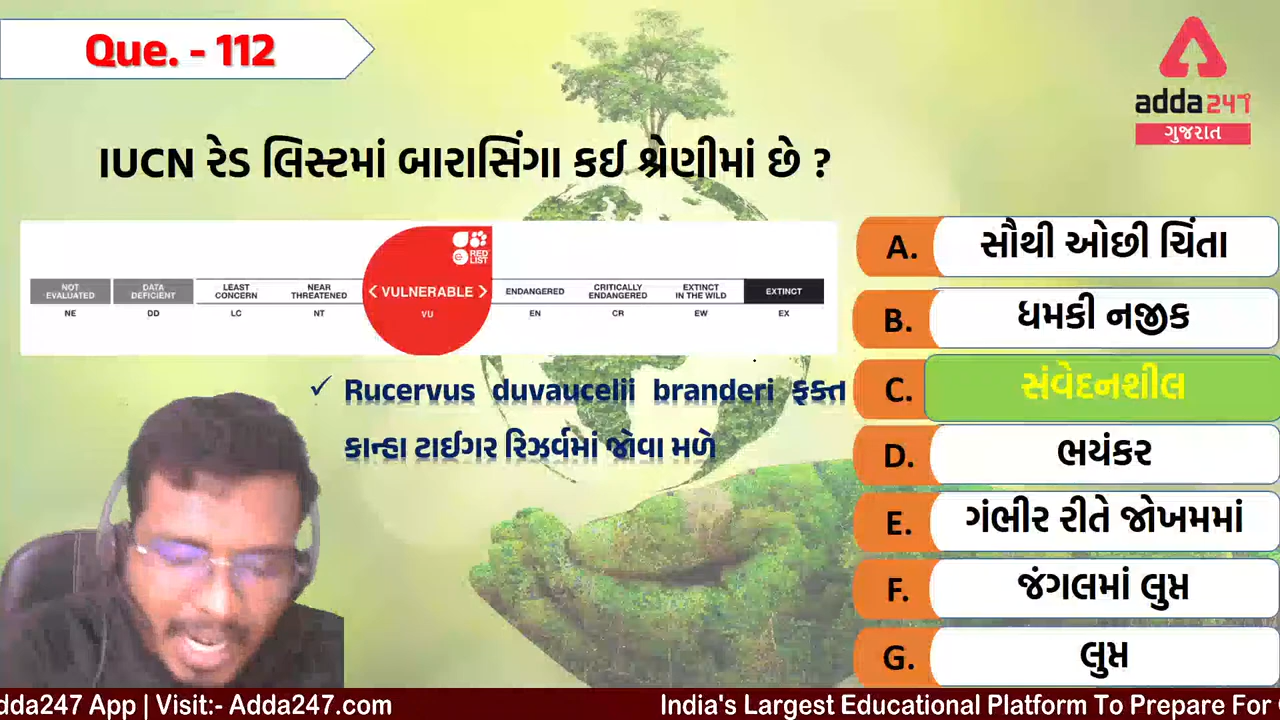 Que. - 112
adda247
ગુજરાત
IUCN રેડ લિસ્ટમાં બારાસિંગા કઈ શ્રેણીમાં છે ?
RED LIST
NOT EVALUATED
NE
DATA DEFICIENT
DD
LEAST CONCERN
LC
NEAR THREATENED
NT
< VULNERABLE >
VU
ENDANGERED
EN
CRITICALLY ENDANGERED
CR
EXTINCT IN THE WILD
EW
EXTINCT
EX
✓ Rucervus duvaucelii branderi ફક્ત
કાન્હા ટાઈગર રિઝર્વમાં જોવા મળે
A. સૌથી ઓછી ચિંતા
B. ધમકી નજીક
C. સંવેદનશીલ
D. ભયંકર
E. ગંભીર રીતે જોખમમાં
F. જંગલમાં લુપ્ત
G. લુપ્ત
dda247 App | Visit:- Adda247.com India's Largest Educational Platform To Prepare For